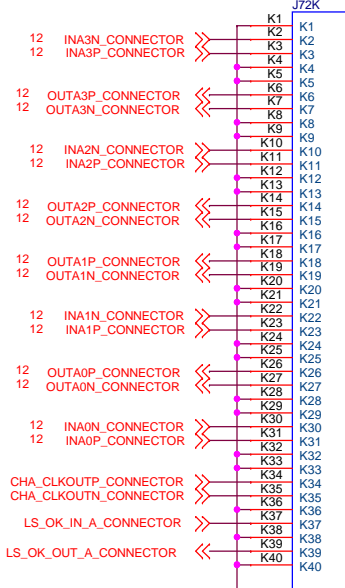 J72K
K1 K1
12 INA3N_CONNECTOR K2 K2
12 INA3P_CONNECTOR K3 K3
K4 K4
K5 K5
12 OUTA3P_CONNECTOR K6 K6
12 OUTA3N_CONNECTOR K7 K7
K8 K8
K9 K9
12 INA2N_CONNECTOR K10 K10
12 INA2P_CONNECTOR K11 K11
K12 K12
K13 K13
12 OUTA2P_CONNECTOR K14 K14
12 OUTA2N_CONNECTOR K15 K15
K16 K16
K17 K17
12 OUTA1P_CONNECTOR K18 K18
12 OUTA1N_CONNECTOR K19 K19
K20 K20
K21 K21
12 INA1N_CONNECTOR K22 K22
12 INA1P_CONNECTOR K23 K23
K24 K24
K25 K25
12 OUTA0P_CONNECTOR K26 K26
12 OUTA0N_CONNECTOR K27 K27
K28 K28
K29 K29
12 INA0N_CONNECTOR K30 K30
12 INA0P_CONNECTOR K31 K31
K32 K32
K33 K33
CHA_CLKOUTP_CONNECTOR K34 K34
CHA_CLKOUTN_CONNECTOR K35 K35
K36 K36
LS_OK_IN_A_CONNECTOR K37 K37
K38 K38
LS_OK_OUT_A_CONNECTOR K39 K39
K40 K40